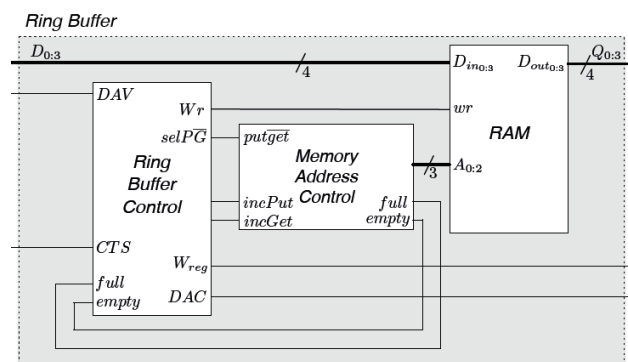 Ring Buffer
D0:3
4
Din0:3
Dout0:3
Q0:3
4
DAV
Wr
wr
RAM
selPG̅
putg̅e̅t̅
Ring
Buffer
Control
Memory
Address
Control
3
A0:2
incPut
full
incGet
empty
CTS
Wreg
full
DAC
empty